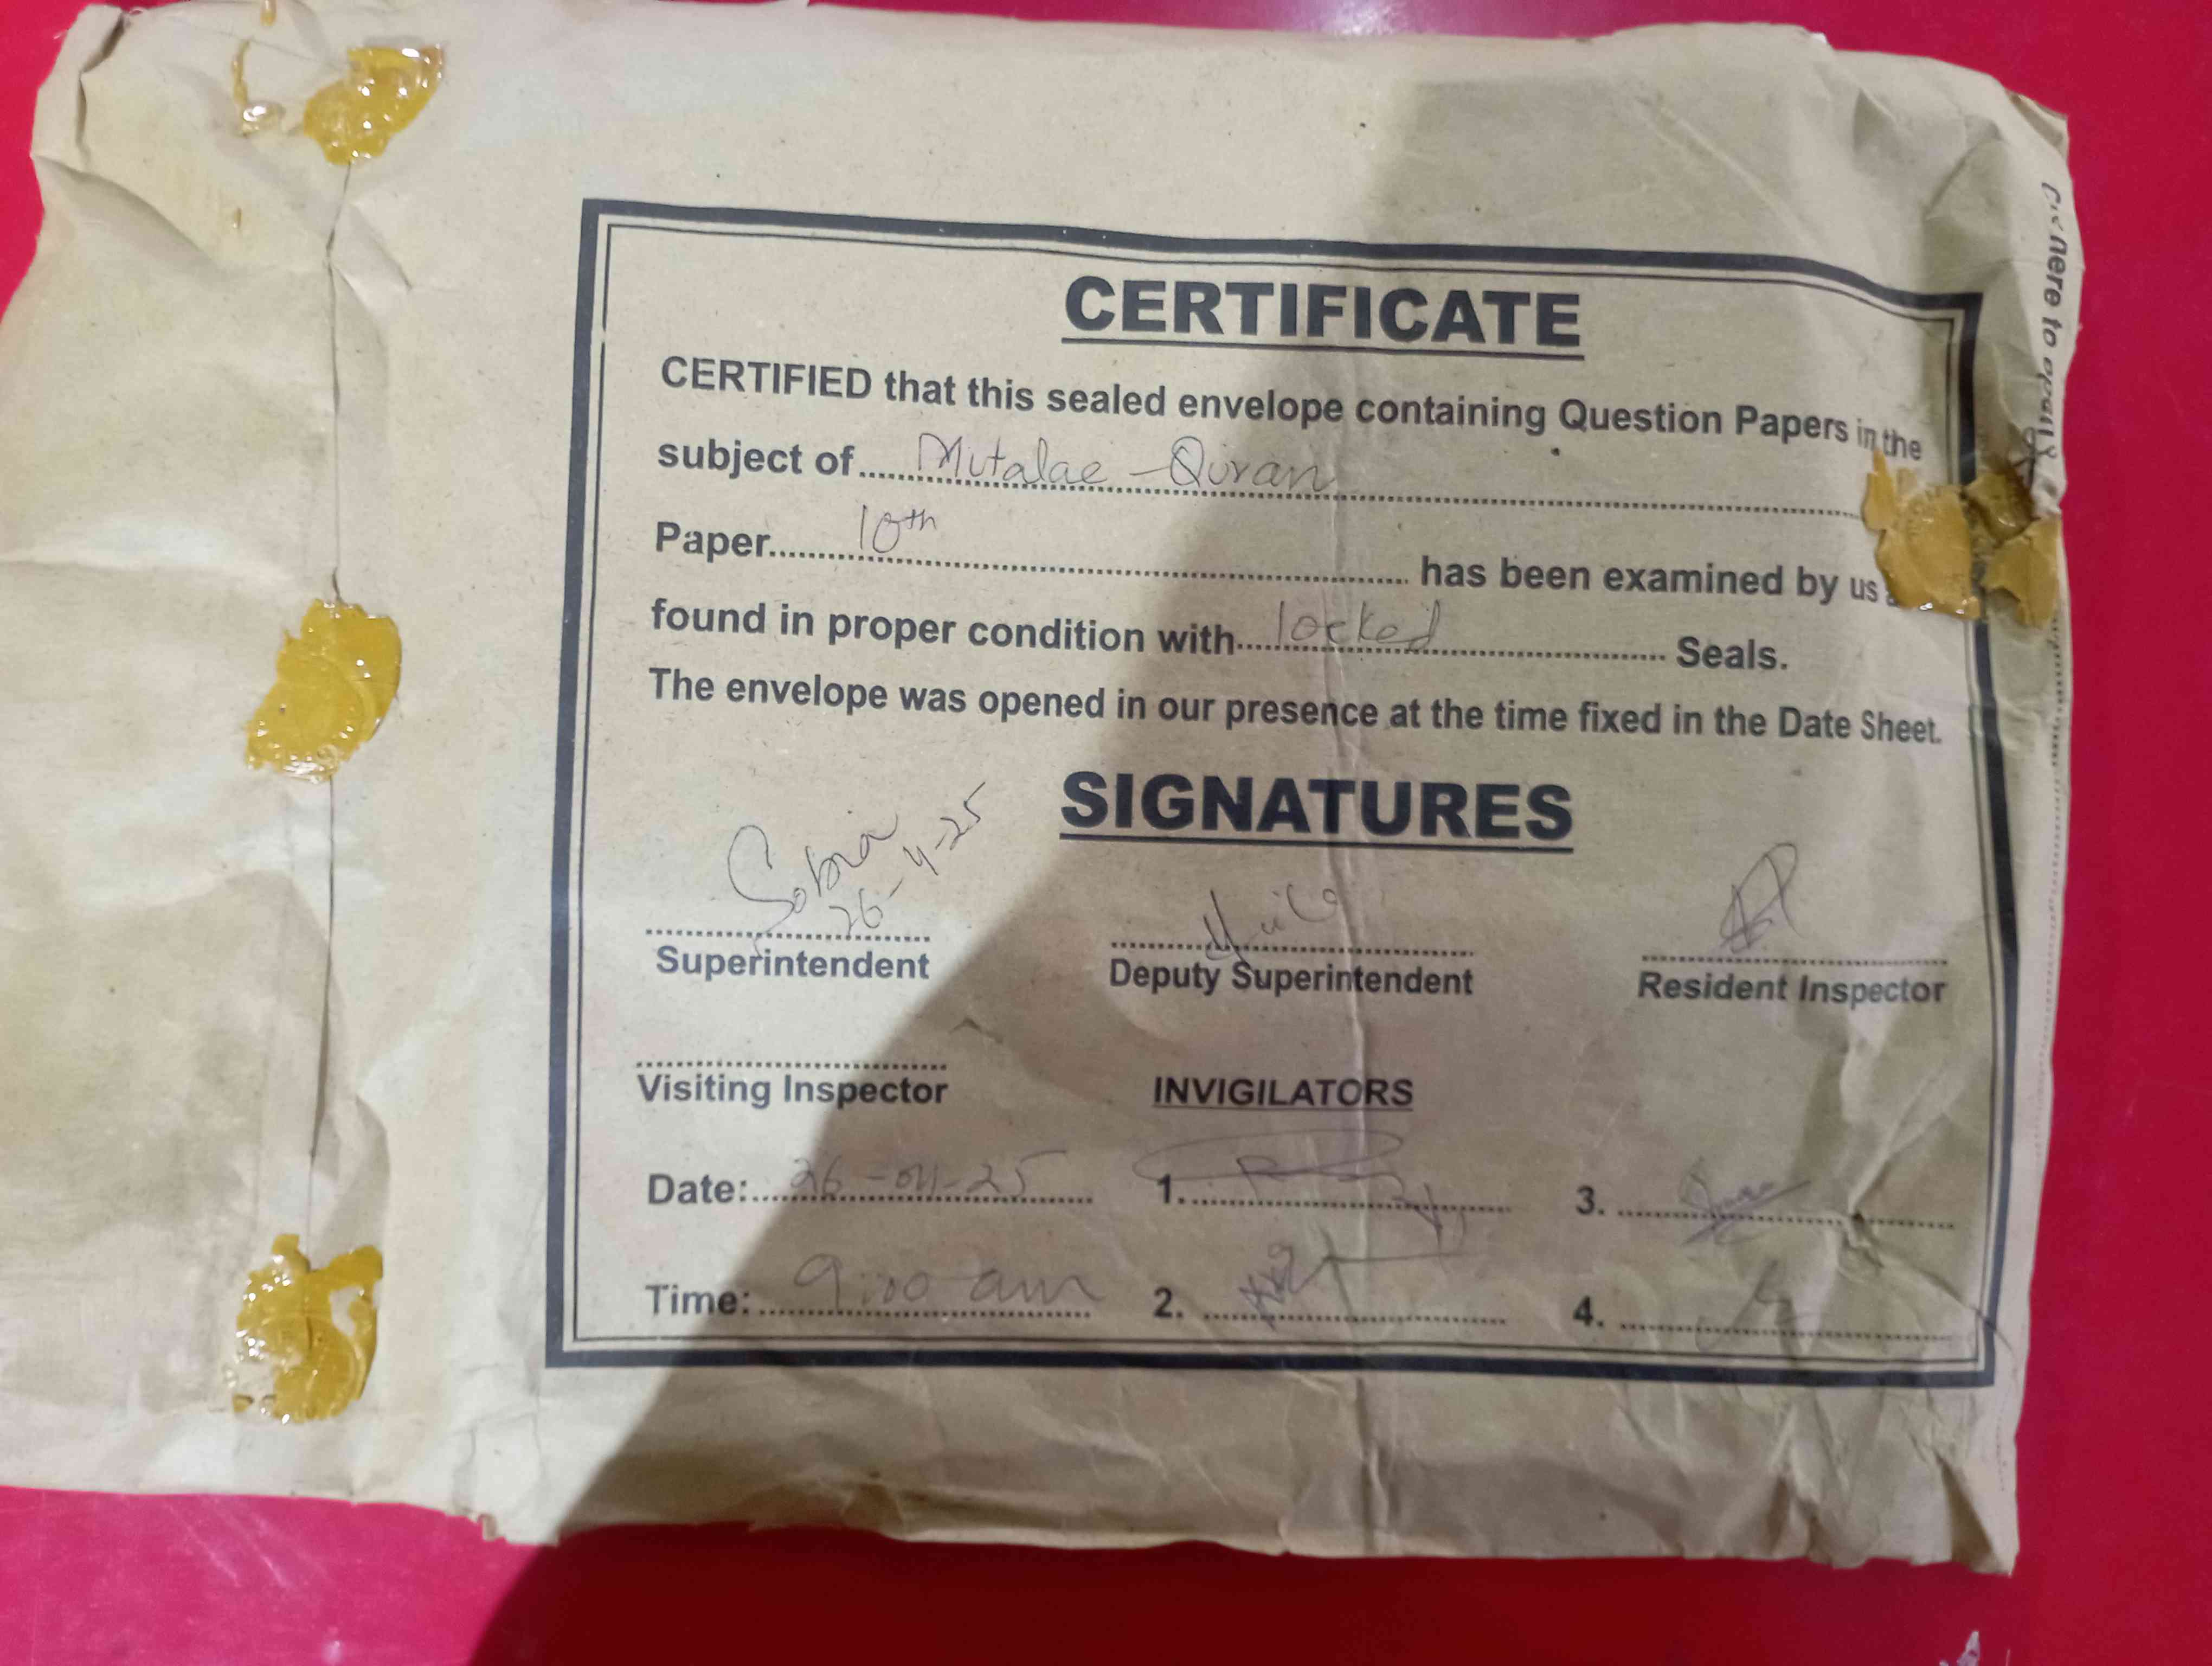 CERTIFICATE
CERTIFIED that this sealed envelope containing Question Papers in the
subject of Mutalae - Quran
Paper 10th has been examined by us
found in proper condition with locked Seals.
The envelope was opened in our presence at the time fixed in the Date Sheet.
SIGNATURES
Sobia
26-4-25
Superintendent Deputy Superintendent Resident Inspector
Visiting Inspector INVIGILATORS
Date: 26-04-25 1. 3.
Time: 9:00 am 2. 4.
here to